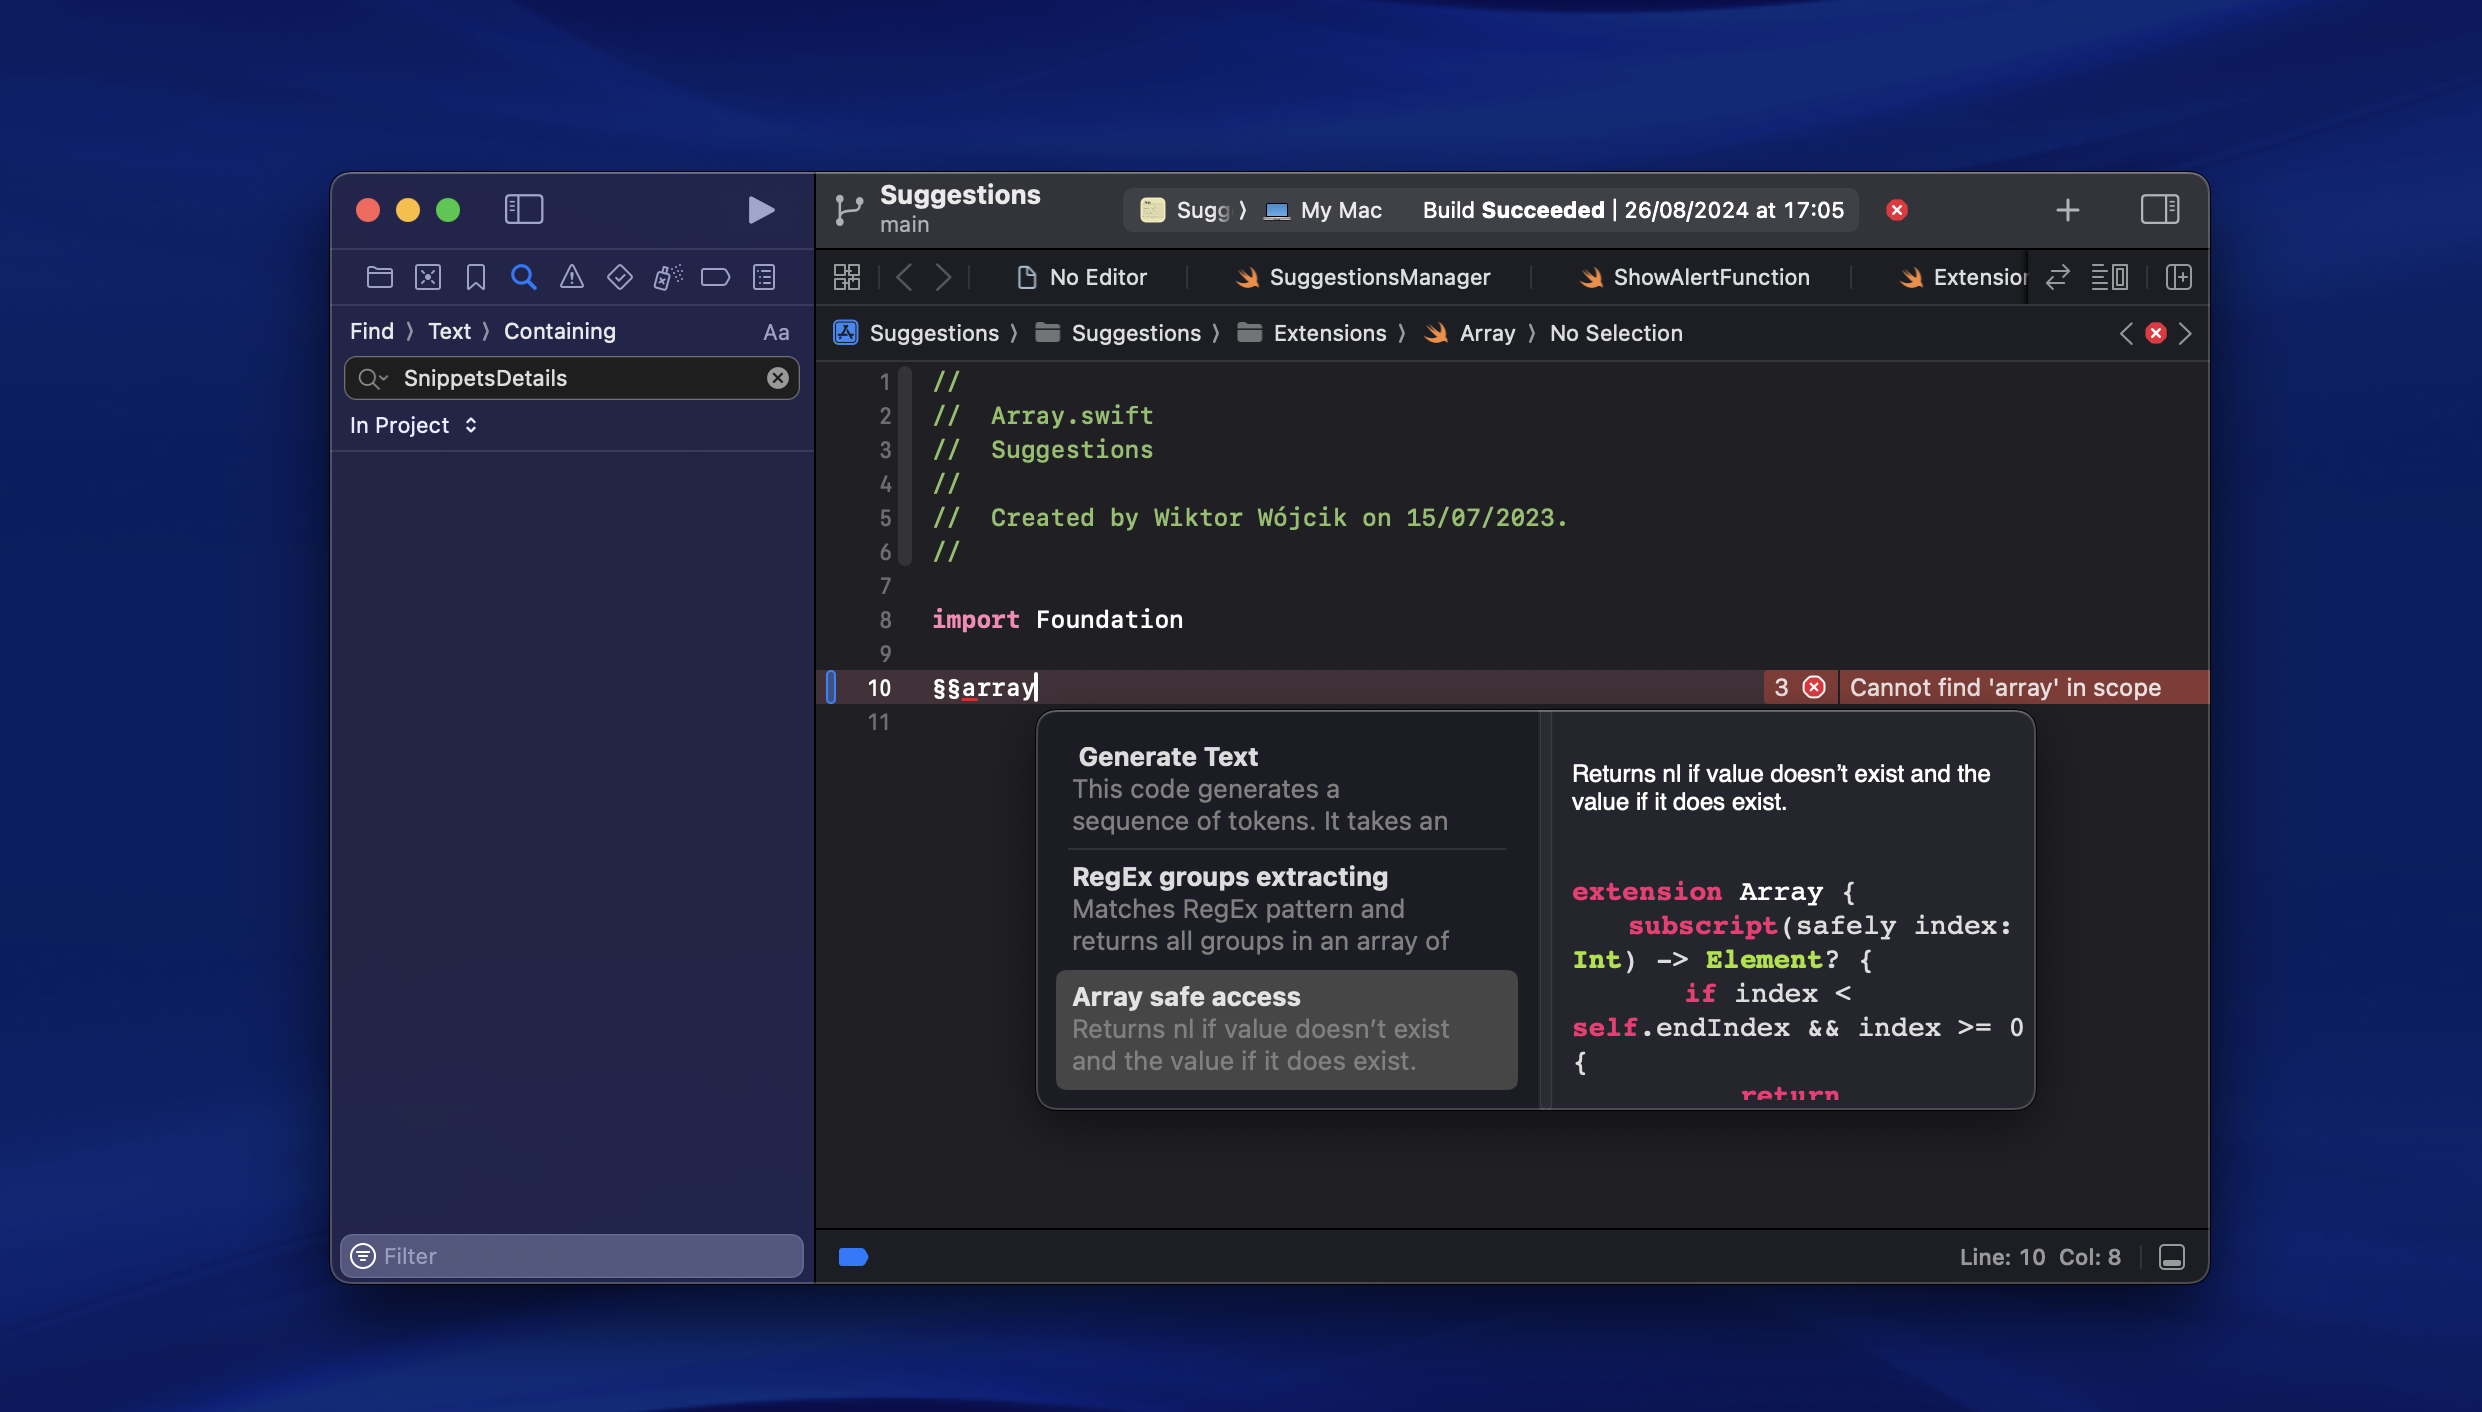 Suggestions
main
Sugg
My Mac
Build Succeeded | 26/08/2024 at 17:05
No Editor
SuggestionsManager
ShowAlertFunction
Extension
Find 〉 Text 〉 Containing
Aa
SnippetsDetails
In Project
Suggestions 〉 Suggestions 〉 Extensions 〉 Array 〉 No Selection
1 //
2 //  Array.swift
3 //  Suggestions
4 //
5 //  Created by Wiktor Wójcik on 15/07/2023.
6 //
7
8 import Foundation
9
10 §§array
3
Cannot find 'array' in scope
11
Generate Text
This code generates a
sequence of tokens. It takes an
RegEx groups extracting
Matches RegEx pattern and
returns all groups in an array of
Array safe access
Returns nl if value doesn't exist
and the value if it does exist.
Returns nl if value doesn't exist and the
value if it does exist.
extension Array {
subscript(safely index:
Int) -> Element? {
if index <
self.endIndex && index >= 0
{
return
Filter
Line: 10 Col: 8